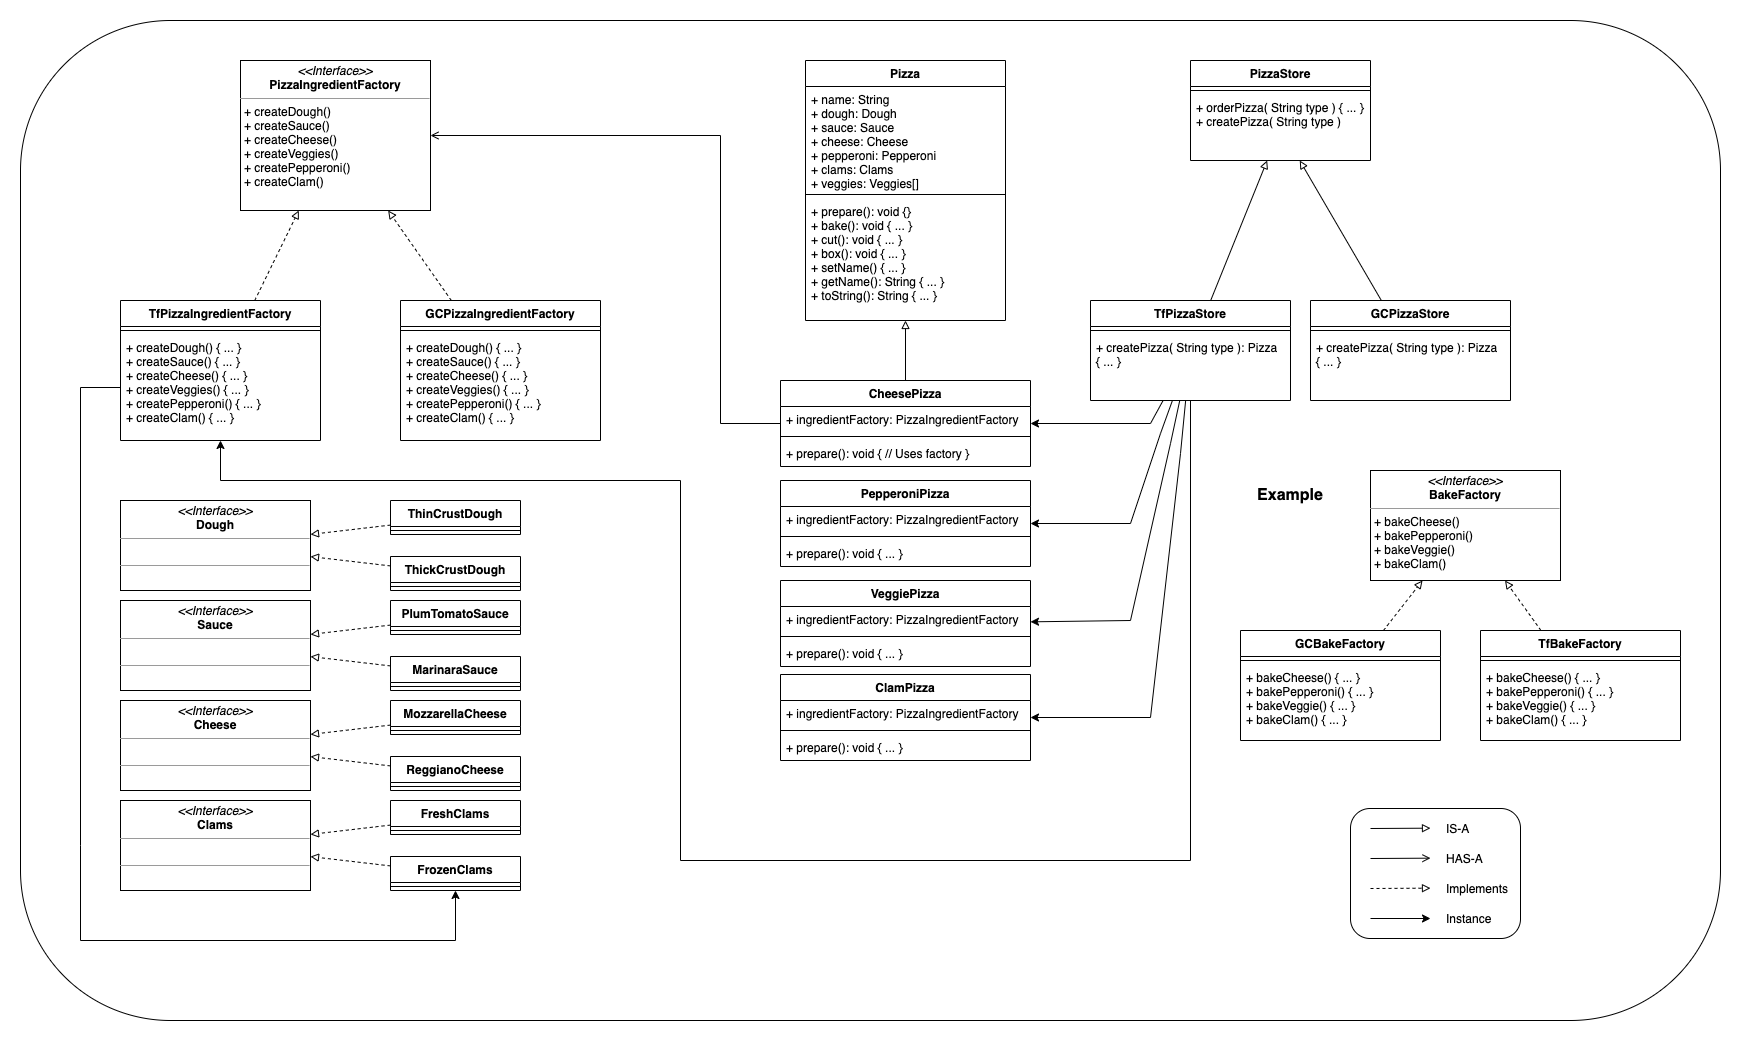 <<Interface>>
PizzaIngredientFactory
+ createDough()
+ createSauce()
+ createCheese()
+ createVeggies()
+ createPepperoni()
+ createClam()
Pizza
+ name: String
+ dough: Dough
+ sauce: Sauce
+ cheese: Cheese
+ pepperoni: Pepperoni
+ clams: Clams
+ veggies: Veggies[]
+ prepare(): void {}
+ bake(): void { ... }
+ cut(): void { ... }
+ box(): void { ... }
+ setName() { ... }
+ getName(): String { ... }
+ toString(): String { ... }
PizzaStore
+ orderPizza( String type ) { ... }
+ createPizza( String type )
TfPizzaIngredientFactory
+ createDough() { ... }
+ createSauce() { ... }
+ createCheese() { ... }
+ createVeggies() { ... }
+ createPepperoni() { ... }
+ createClam() { ... }
GCPizzaIngredientFactory
+ createDough() { ... }
+ createSauce() { ... }
+ createCheese() { ... }
+ createVeggies() { ... }
+ createPepperoni() { ... }
+ createClam() { ... }
TfPizzaStore
+ createPizza( String type ): Pizza
{ ... }
GCPizzaStore
+ createPizza( String type ): Pizza
{ ... }
CheesePizza
+ ingredientFactory: PizzaIngredientFactory
+ prepare(): void { // Uses factory }
PepperoniPizza
+ ingredientFactory: PizzaIngredientFactory
+ prepare(): void { ... }
VeggiePizza
+ ingredientFactory: PizzaIngredientFactory
+ prepare(): void { ... }
ClamPizza
+ ingredientFactory: PizzaIngredientFactory
+ prepare(): void { ... }
<<Interface>>
Dough
ThinCrustDough
ThickCrustDough
<<Interface>>
Sauce
PlumTomatoSauce
MarinaraSauce
<<Interface>>
Cheese
MozzarellaCheese
ReggianoCheese
<<Interface>>
Clams
FreshClams
FrozenClams
Example
<<Interface>>
BakeFactory
+ bakeCheese()
+ bakePepperoni()
+ bakeVeggie()
+ bakeClam()
GCBakeFactory
+ bakeCheese() { ... }
+ bakePepperoni() { ... }
+ bakeVeggie() { ... }
+ bakeClam() { ... }
TfBakeFactory
+ bakeCheese() { ... }
+ bakePepperoni() { ... }
+ bakeVeggie() { ... }
+ bakeClam() { ... }
IS-A
HAS-A
Implements
Instance